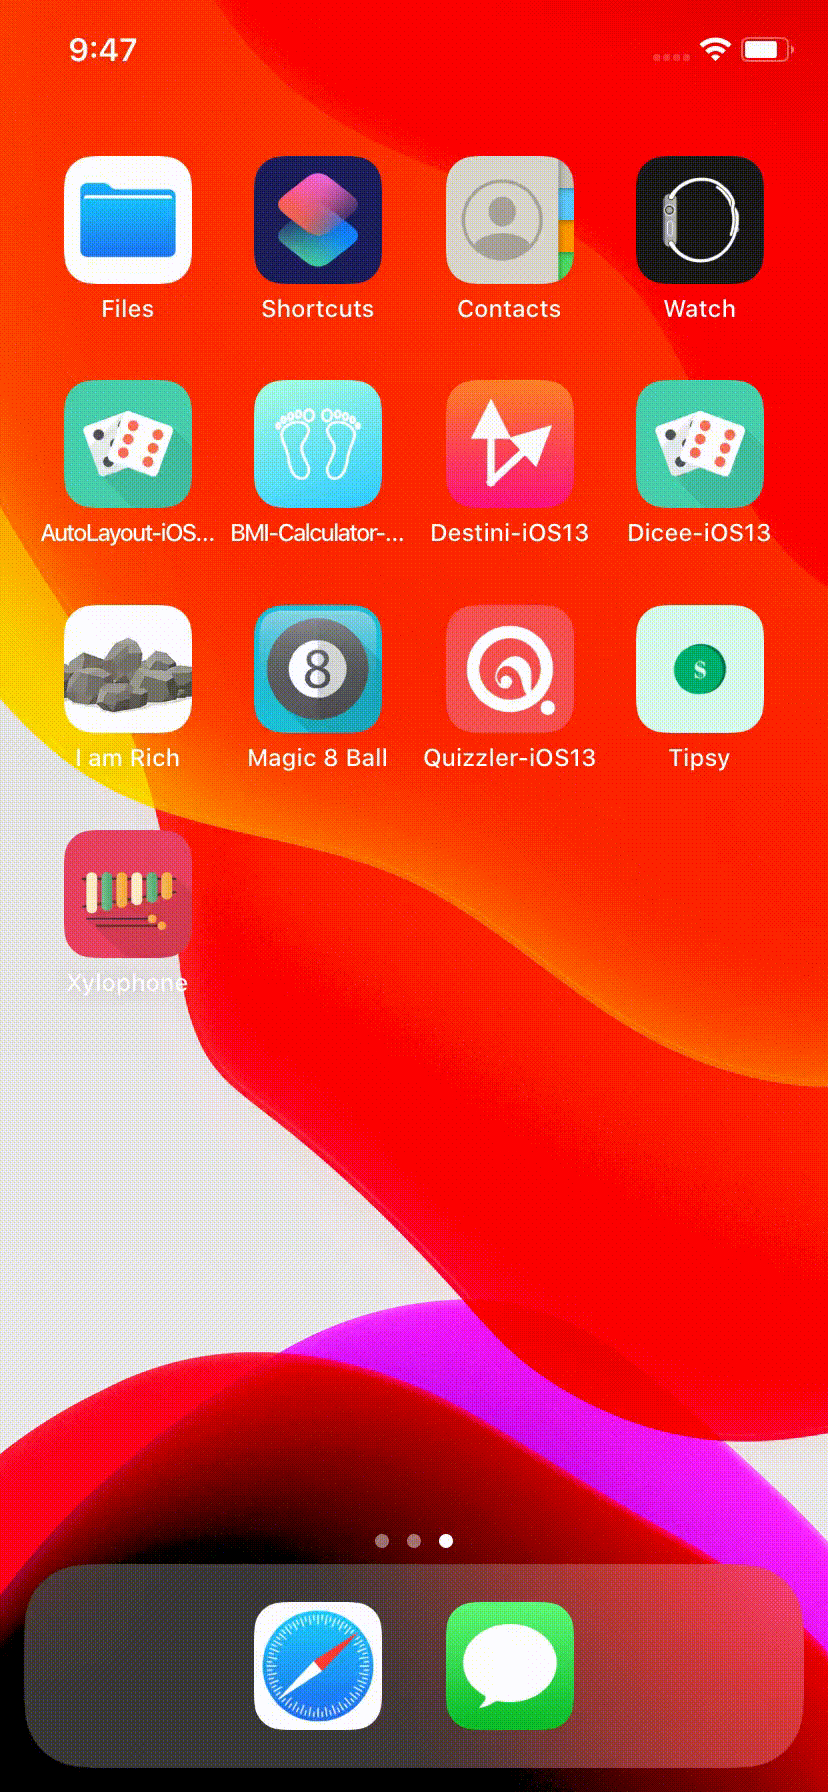 9:47
Files
Shortcuts
Contacts
Watch
AutoLayout-iOS...
BMI-Calculator-...
Destini-iOS13
Dicee-iOS13
8
$
I am Rich
Magic 8 Ball
Quizzler-iOS13
Tipsy
Xylophone